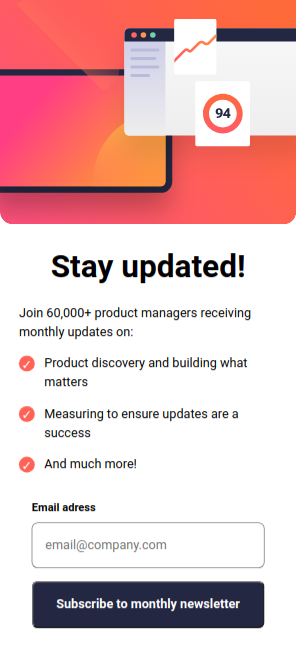 94
Stay updated!
Join 60,000+ product managers receiving
monthly updates on:
Product discovery and building what
matters
Measuring to ensure updates are a
success
And much more!
Email adress
email@company.com
Subscribe to monthly newsletter